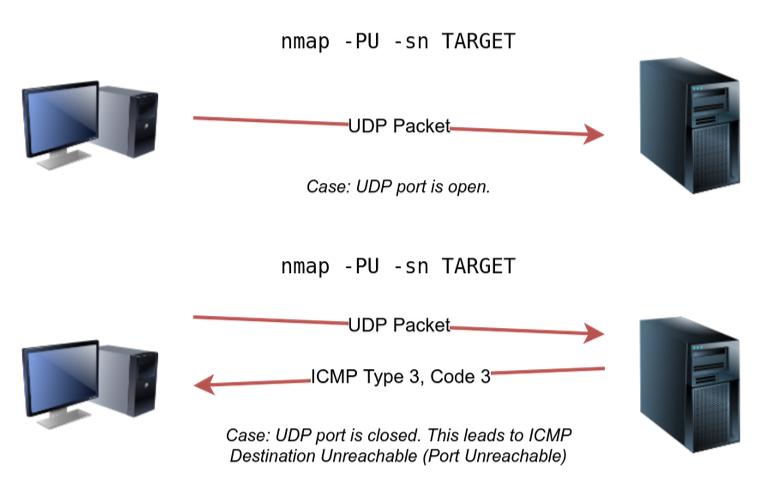 nmap -PU -sn TARGET
UDP Packet
Case: UDP port is open.
nmap -PU -sn TARGET
UDP Packet
ICMP Type 3, Code 3
Case: UDP port is closed. This leads to ICMP
Destination Unreachable (Port Unreachable)